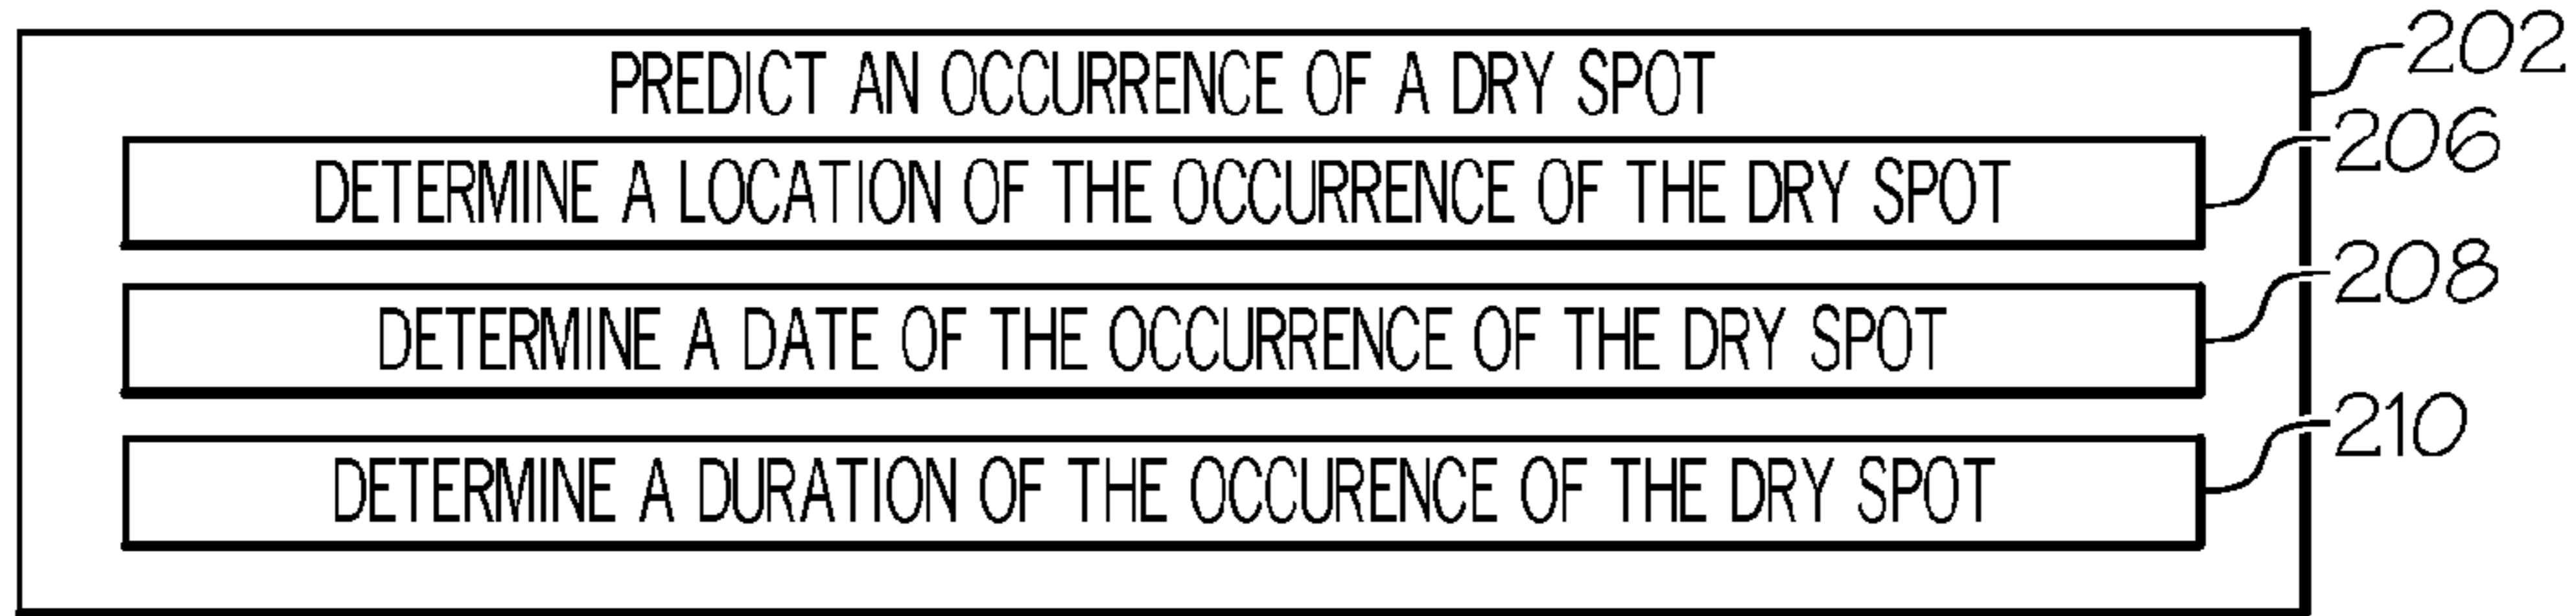 PREDICT AN OCCURRENCE OF A DRY SPOT
202
DETERMINE A LOCATION OF THE OCCURRENCE OF THE DRY SPOT
206
DETERMINE A DATE OF THE OCCURRENCE OF THE DRY SPOT
208
DETERMINE A DURATION OF THE OCCURENCE OF THE DRY SPOT
210